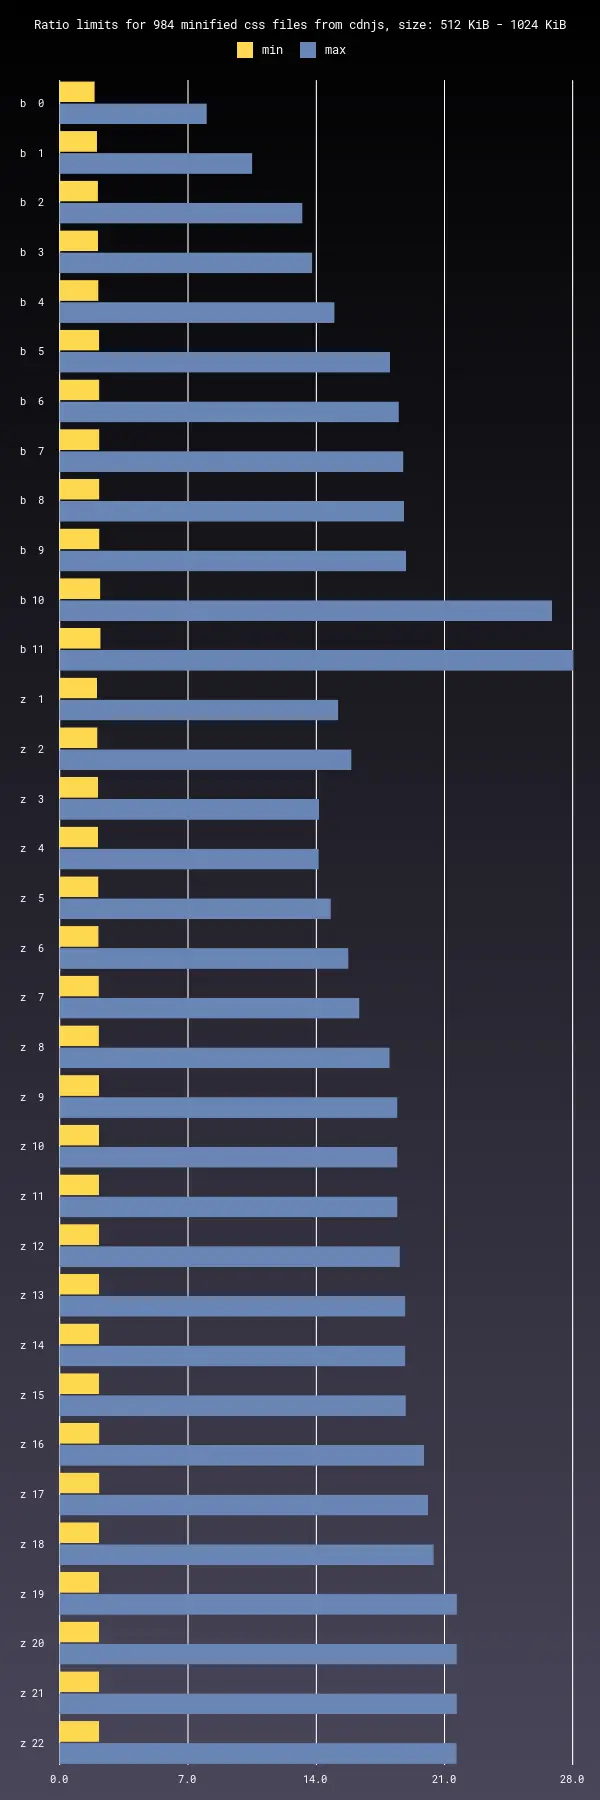 Ratio limits for 984 minified css files from cdnjs, size: 512 KiB - 1024 KiB
min max
b 0
b 1
b 2
b 3
b 4
b 5
b 6
b 7
b 8
b 9
b 10
b 11
z 1
z 2
z 3
z 4
z 5
z 6
z 7
z 8
z 9
z 10
z 11
z 12
z 13
z 14
z 15
z 16
z 17
z 18
z 19
z 20
z 21
z 22
0.0 7.0 14.0 21.0 28.0